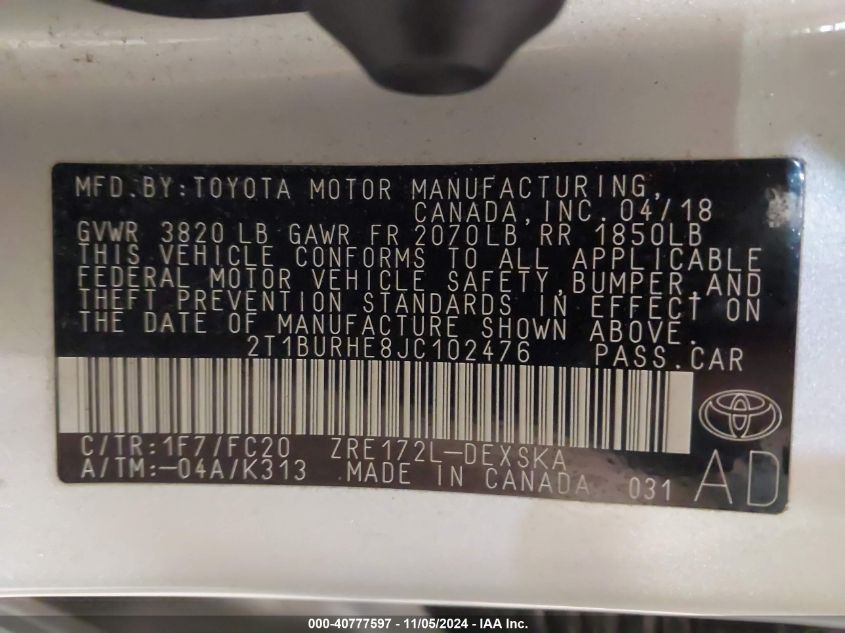 MFD.BY:TOYOTA MOTOR MANUFACTURING,
CANADA,INC.04/18
GVWR 3820 LB GAWR FR 2070LB RR 1850LB
THIS VEHICLE CONFORMS TO ALL APPLICABLE
FEDERAL MOTOR VEHICLE SAFETY,BUMPER,AND
THEFT PREVENTION STANDARDS IN EFFECT ON
THE DATE OF MANUFACTURE SHOWN ABOVE.
2T1BURHE8JC102476 PASS.CAR
C/TR:1F7/FC20 ZRE172L-DEXSKA
A/TM:-04A/K313 MADE IN CANADA 031 AD
000-40777597 - 11/05/2024 - IAA Inc.